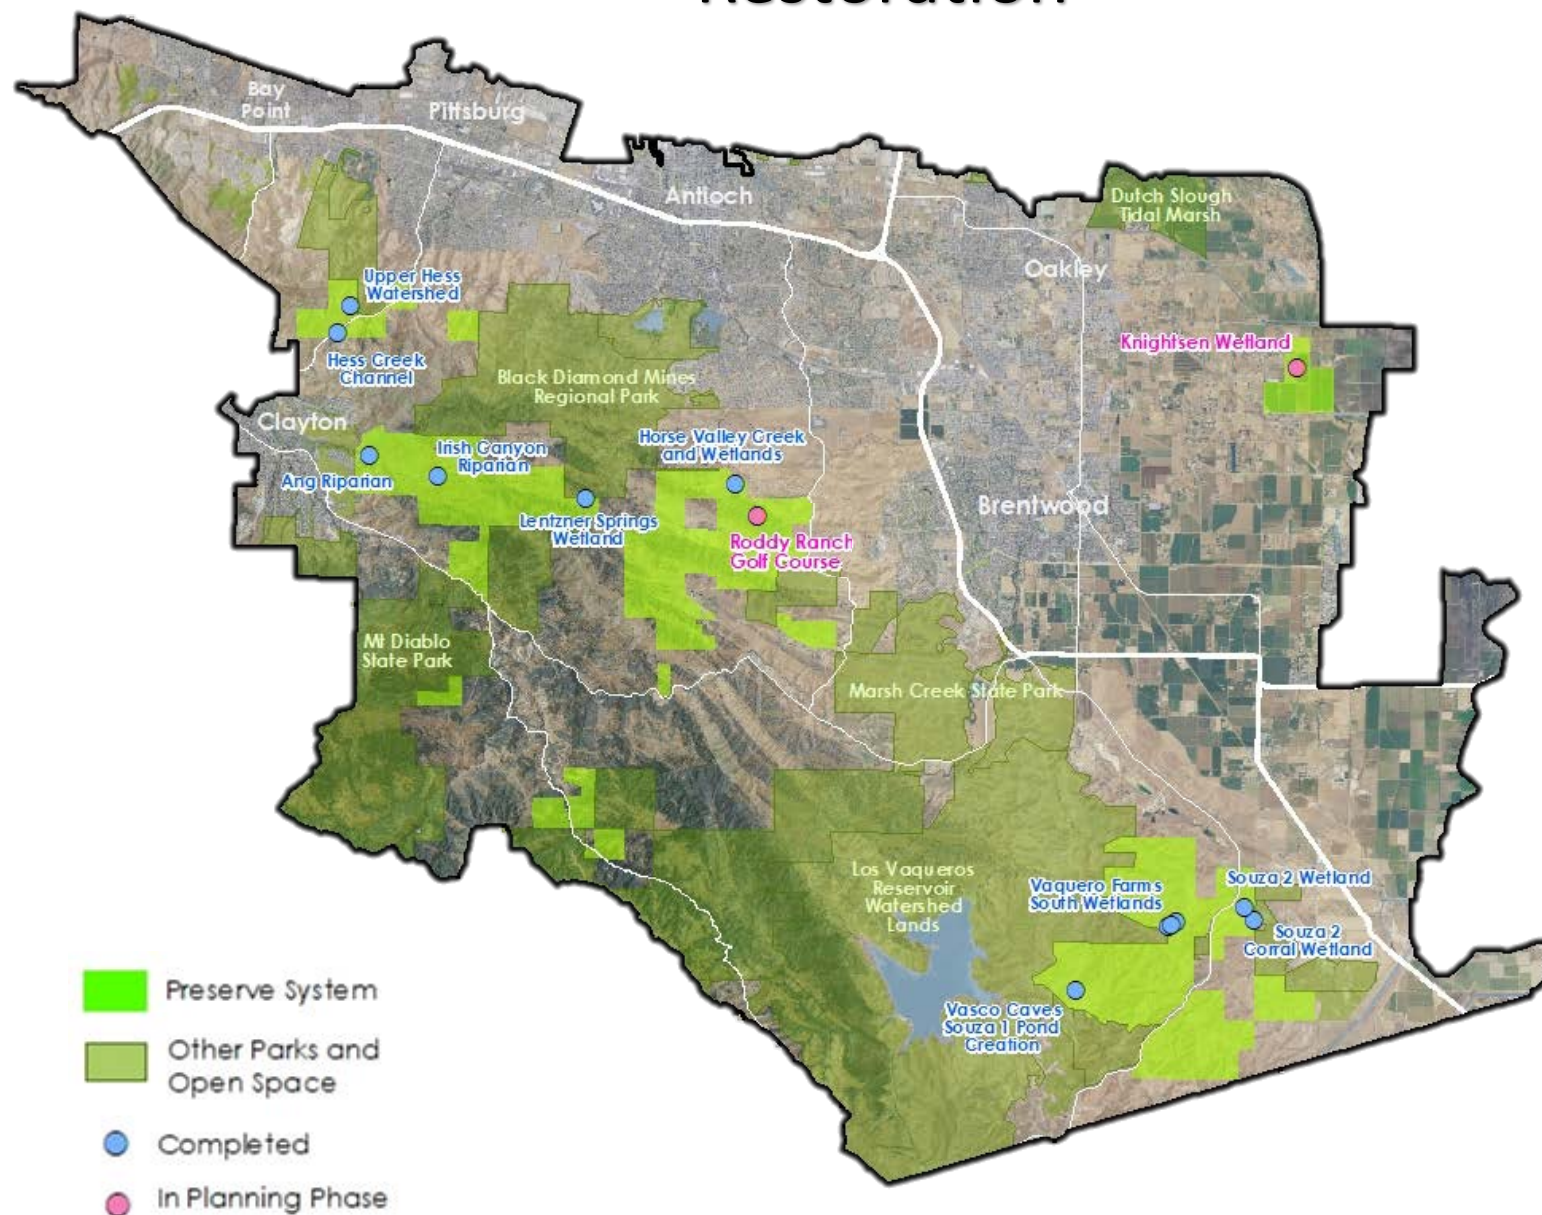 Restoration
Bay
Point
Pittsburg
Antioch
Dutch Slough
Tidal Marsh
Oakley
Upper Hess
Watershed
Hess Creek
Channel
Knightsen Wetland
Black Diamond Mines
Regional Park
Clayton
Ang Riparian
Irish Canyon
Riparian
Horse Valley Creek
and Wetlands
Lentzner Springs
Wetland
Roddy Ranch
Golf Course
Brentwood
Mt Diablo
State Park
Marsh Creek State Park
Los Vaqueros
Reservoir
Watershed
Lands
Vaquero Farms
South Wetlands
Souza 2 Wetland
Souza 2
Corral Wetland
Vasco Caves
Souza 1 Pond
Creation
Preserve System
Other Parks and
Open Space
Completed
In Planning Phase